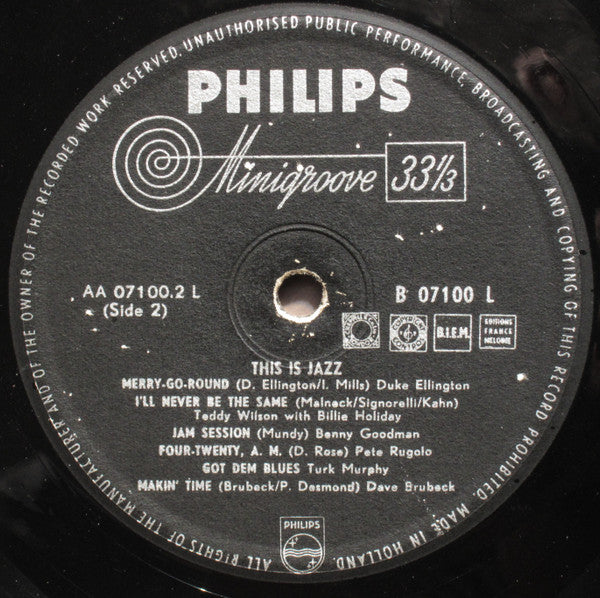 ALL RIGHTS OF THE MANUFACTURER AND OF THE OWNER OF THE RECORDED WORK RESERVED. UNAUTHORISED PUBLIC PERFORMANCE, BROADCASTING AND COPYING OF THIS RECORD PROHIBITED. MADE IN HOLLAND.
PHILIPS
Minigroove 33⅓
AA 07100.2 L
(Side 2)
B 07100 L
B.I.E.M.
EDITIONS
FRANCE
MELODIE
THIS IS JAZZ
MERRY-GO-ROUND (D. Ellington/I. Mills) Duke Ellington
I'LL NEVER BE THE SAME (Malneck/Signorelli/Kahn)
Teddy Wilson with Billie Holiday
JAM SESSION (Mundy) Benny Goodman
FOUR-TWENTY, A. M. (D. Rose) Pete Rugolo
GOT DEM BLUES Turk Murphy
MAKIN' TIME (Brubeck/P. Desmond) Dave Brubeck
PHILIPS